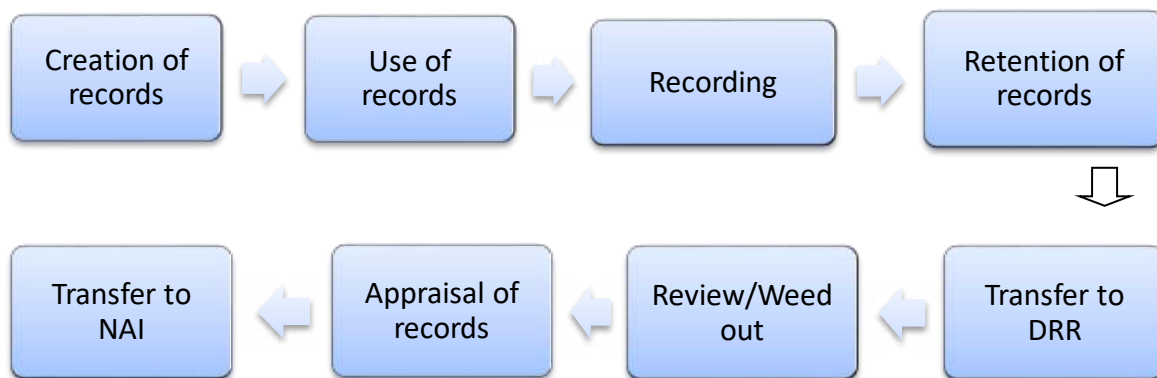 Creation of
records
Use of
records
Recording
Retention of
records
Transfer to
DRR
Review/Weed
out
Appraisal of
records
Transfer to
NAI